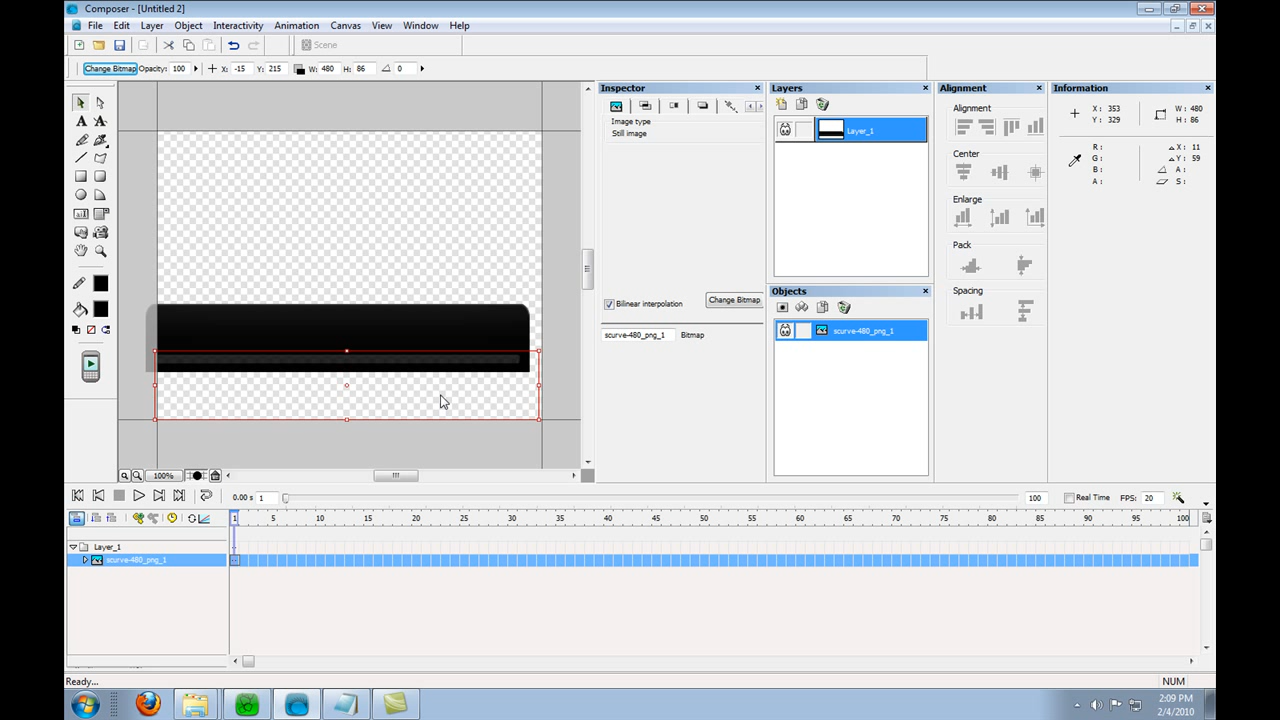 Composer - [Untitled 2]
File Edit Layer Object Interactivity Animation Canvas View Window Help
Scene
Change Bitmap Opacity: 100 X: -15 Y: 215 W: 480 H: 86 0
Inspector
Image type
Still image
Bilinear interpolation Change Bitmap
scurve-480_png_1 Bitmap
Layers
Layer_1
Objects
scurve-480_png_1
Alignment
Alignment
Center
Enlarge
Pack
Spacing
Information
X : 353 W : 480
Y : 329 H : 86
R : X : 11
G : Y : 59
B : A :
A : S :
100%
0.00 s 1 100 Real Time FPS: 20
1 5 10 15 20 25 30 35 40 45 50 55 60 65 70 75 80 85 90 95 100
Layer_1
scurve-480_png_1
Ready... NUM
2:09 PM
2/4/2010